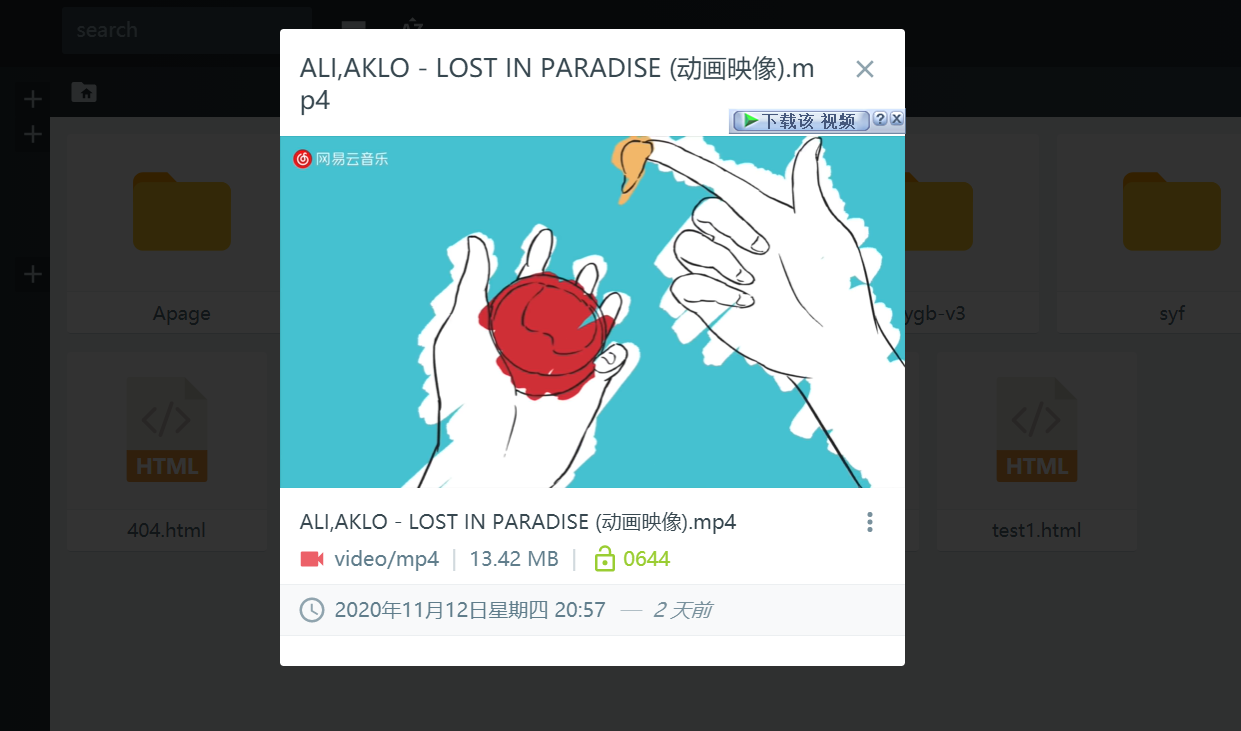 search
ALI,AKLO - LOST IN PARADISE (动画映像).m
p4
下载该 视频
网易云音乐
Apage
ygb-v3
syf
HTML
HTML
404.html
test1.html
ALI,AKLO - LOST IN PARADISE (动画映像).mp4
video/mp4 | 13.42 MB | 0644
2020年11月12日星期四 20:57 — 2 天前